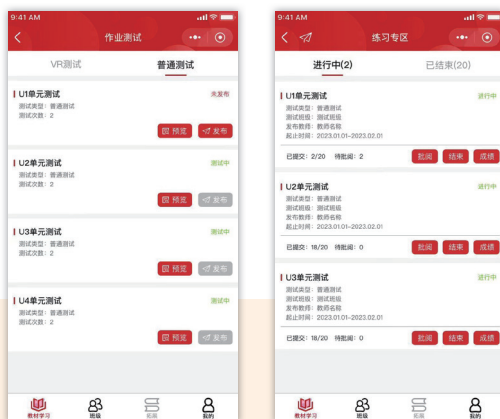 9:41 AM
作业测试
VR测试
普通测试
U1单元测试
未发布
测试类型：普通测试
测试次数：2
预览
发布
U2单元测试
测试中
测试类型：普通测试
测试次数：2
预览
发布
U3单元测试
测试中
测试类型：普通测试
测试次数：2
预览
发布
U4单元测试
测试中
测试类型：普通测试
测试次数：2
预览
发布
教材学习
班级
拓展
我的
9:41 AM
练习专区
进行中(2)
已结束(20)
U1单元测试
进行中
测试类型：普通测试
测试班级：测试班级
发布教师：教师名称
起止时间：2023.01.01-2023.02.01
已提交：2/20 待批阅：2
批阅
结束
成绩
U2单元测试
进行中
测试类型：普通测试
测试班级：测试班级
发布教师：教师名称
起止时间：2023.01.01-2023.02.01
已提交：18/20 待批阅：0
批阅
结束
成绩
U3单元测试
进行中
测试类型：普通测试
测试班级：测试班级
发布教师：教师名称
起止时间：2023.01.01-2023.02.01
已提交：18/20 待批阅：0
批阅
结束
成绩
教材学习
班级
拓展
我的